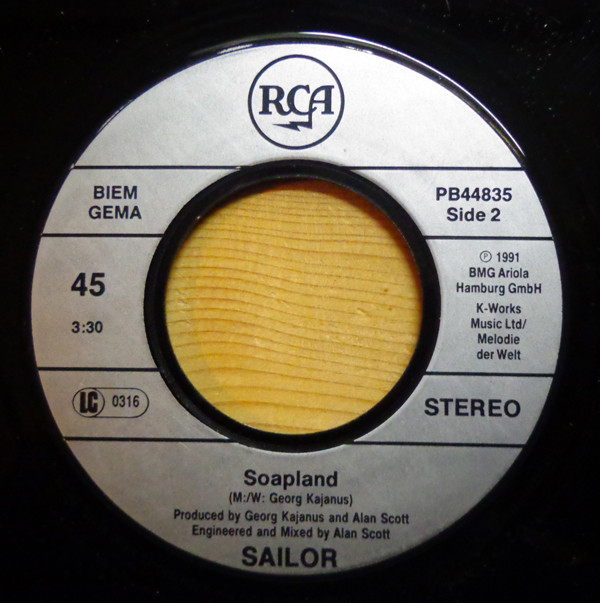 RCA
BIEM
GEMA
PB44835
Side 2
45
3:30
℗ 1991
BMG Ariola
Hamburg GmbH
K-Works
Music Ltd/
Melodie
der Welt
LC 0316
STEREO
Soapland
(M:/W: Georg Kajanus)
Produced by Georg Kajanus and Alan Scott
Engineered and Mixed by Alan Scott
SAILOR